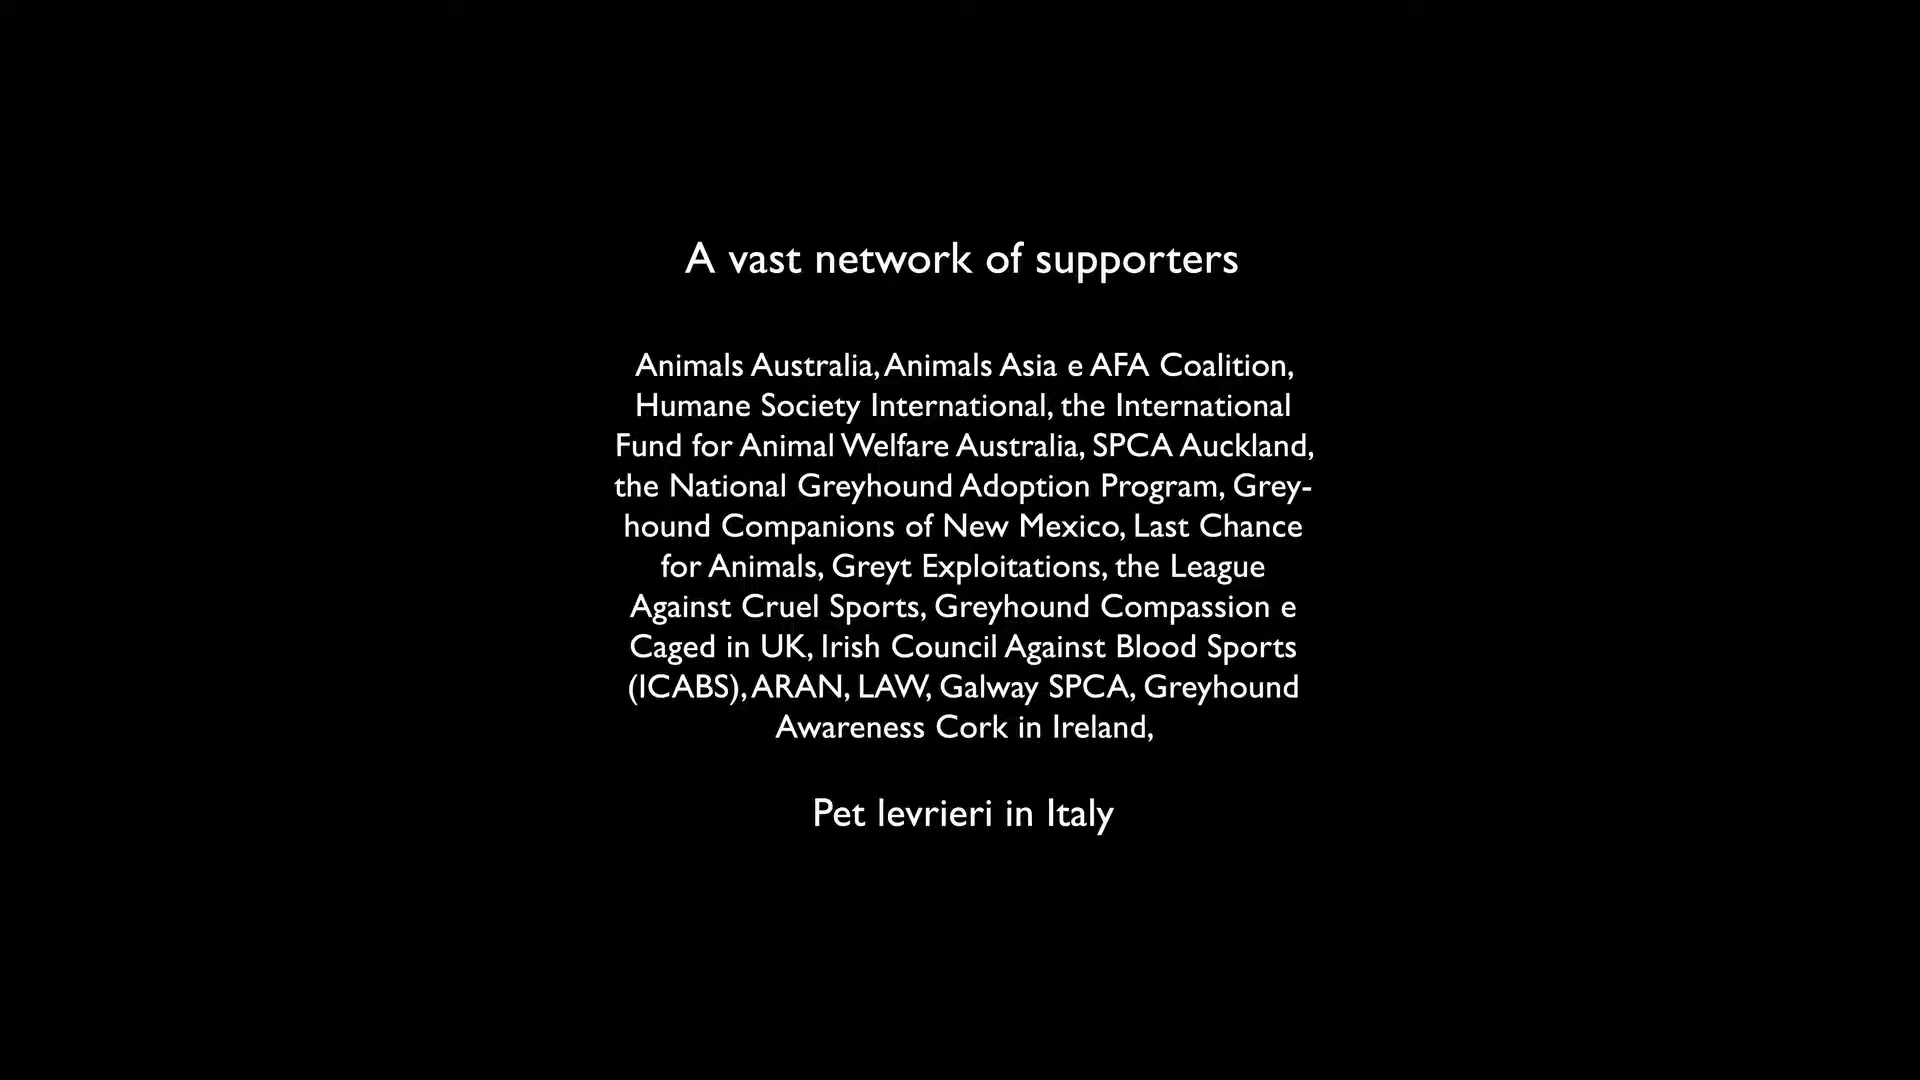 A vast network of supporters
Animals Australia, Animals Asia e AFA Coalition,
Humane Society International, the International
Fund for Animal Welfare Australia, SPCA Auckland,
the National Greyhound Adoption Program, Grey-
hound Companions of New Mexico, Last Chance
for Animals, Greyt Exploitations, the League
Against Cruel Sports, Greyhound Compassion e
Caged in UK, Irish Council Against Blood Sports
(ICABS), ARAN, LAW, Galway SPCA, Greyhound
Awareness Cork in Ireland,
Pet levrieri in Italy